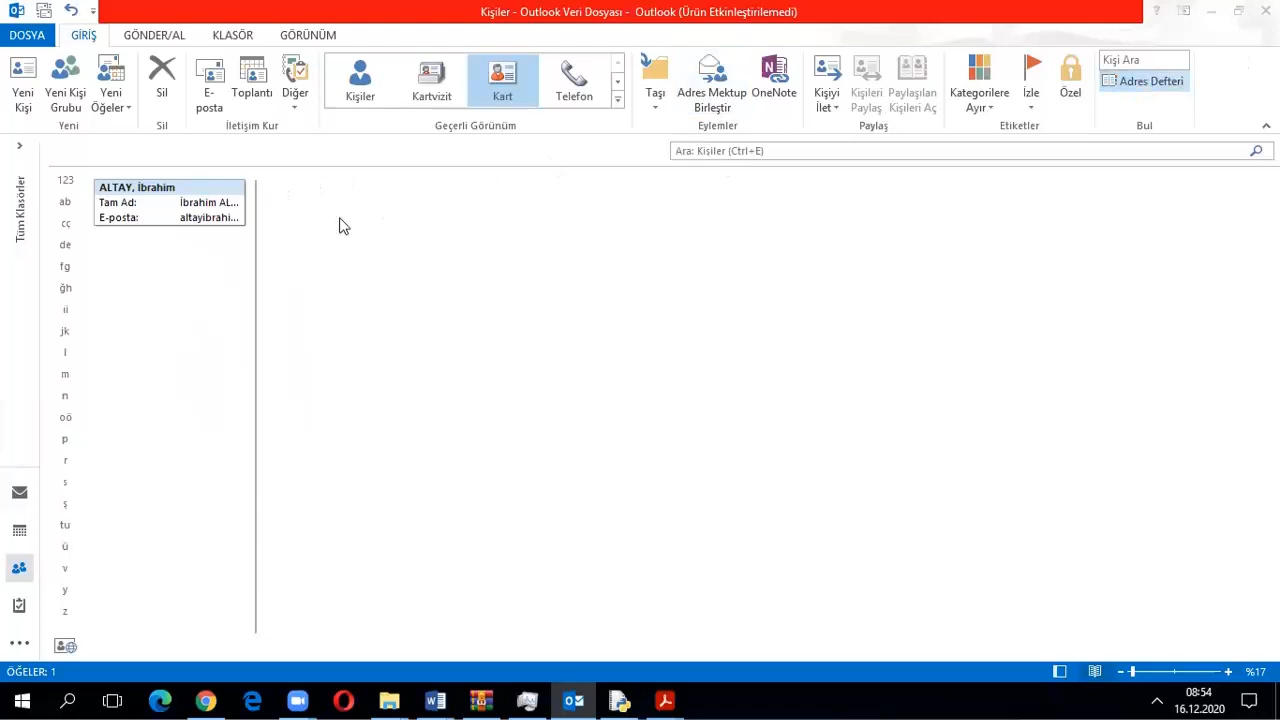 Kişiler - Outlook Veri Dosyası - Outlook (Ürün Etkinleştirilemedi)
DOSYA GİRİŞ GÖNDER/AL KLASÖR GÖRÜNÜM
Yeni Kişi
Yeni Kişi Grubu
Yeni Öğeler
Yeni
Sil
Sil
E-posta
Toplantı
Diğer
İletişim Kur
Kişiler
Kartvizit
Kart
Telefon
Geçerli Görünüm
Taşı
Adres Mektup Birleştir
OneNote
Eylemler
Kişiyi İlet
Kişileri Paylaş
Paylaşılan Kişileri Aç
Paylaş
Kategorilere Ayır
İzle
Özel
Etiketler
Kişi Ara
Adres Defteri
Bul
Ara: Kişiler (Ctrl+E)
Tüm Klasörler
123
ab
cç
de
fg
ğh
ıi
jk
l
m
n
oö
p
r
s
ş
tu
ü
v
y
z
ALTAY, İbrahim
Tam Ad: İbrahim AL...
E-posta: altayibrahi...
ÖĞELER: 1
%17
08:54
16.12.2020